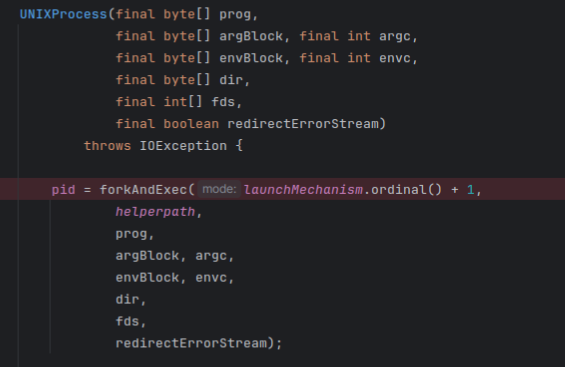 UNIXProcess(final byte[] prog,
final byte[] argBlock, final int argc,
final byte[] envBlock, final int envc,
final byte[] dir,
final int[] fds,
final boolean redirectErrorStream)
throws IOException {
pid = forkAndExec( mode: launchMechanism.ordinal() + 1,
helperpath,
prog,
argBlock, argc,
envBlock, envc,
dir,
fds,
redirectErrorStream);